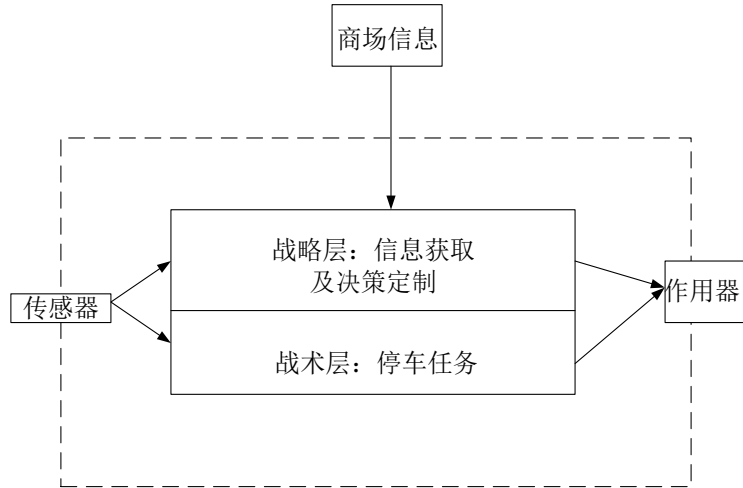 商场信息
战略层：信息获取
及决策定制
传感器
作用器
战术层：停车任务